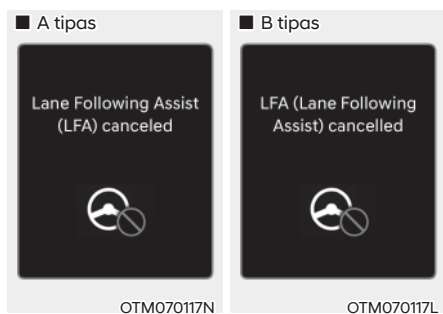 ■ A tipas
Lane Following Assist
(LFA) canceled
OTM070117N
■ B tipas
LFA (Lane Following
Assist) cancelled
OTM070117L